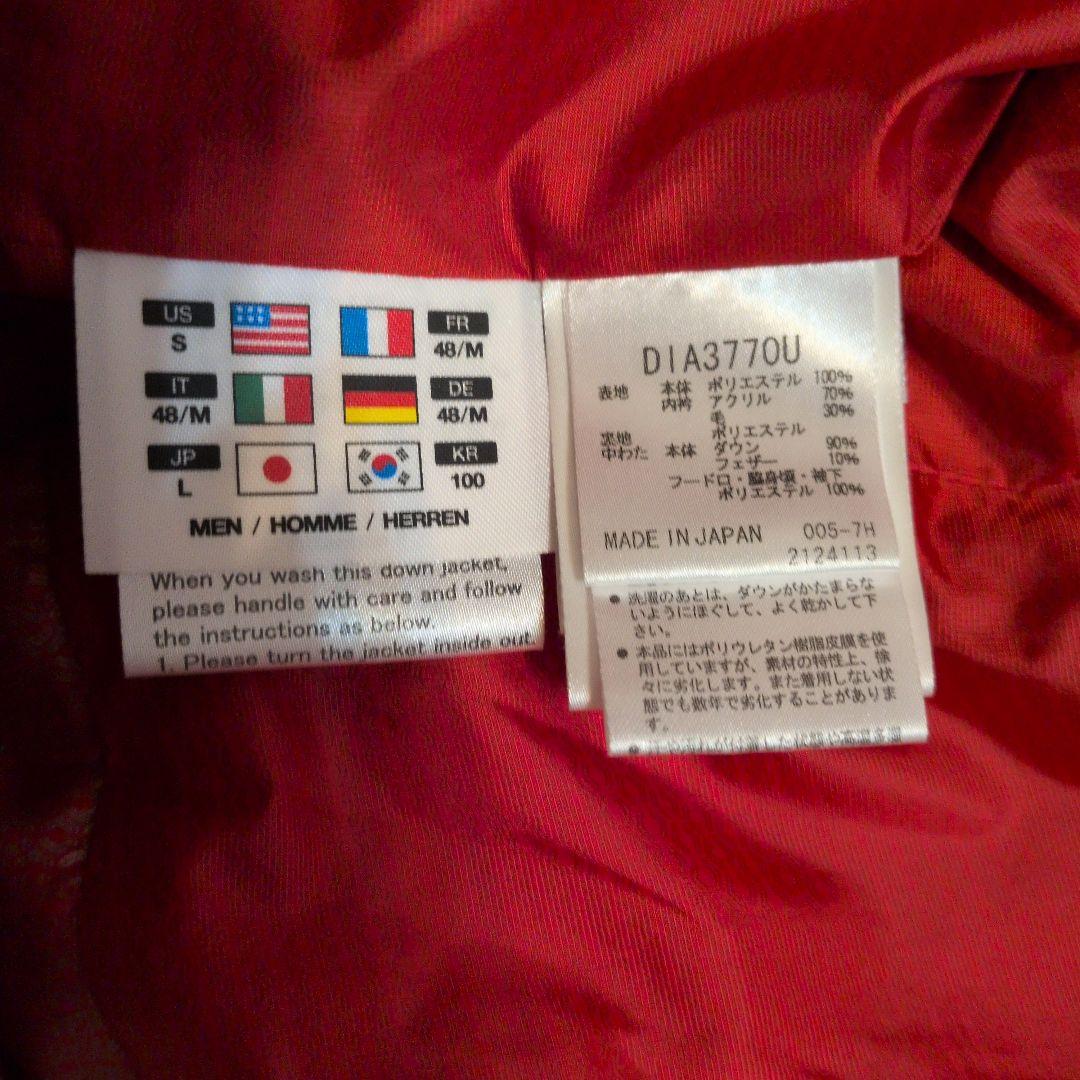 US
S
FR
48/M
IT
48/M
DE
48/M
JP
L
KR
100
MEN / HOMME / HERREN
When you wash this down jacket,
please handle with care and follow
the instructions as below.
1. Please turn the jacket inside out
DIA3770U
表地 本体 ポリエステル 100%
内衿 アクリル 70%
毛 30%
裏地 ポリエステル
中わた 本体 ダウン 90%
フェザー 10%
フードロ・脇身頃・袖下
ポリエステル 100%
MADE IN JAPAN 005-7H
2124113
● 洗濯のあとは、ダウンがかたまらな
いようにほぐして、よく乾かして下
さい。
● 本品にはポリウレタン樹脂皮膜を使
用していますが、素材の特性上、徐
々に劣化します。また着用しない状
態でも数年で劣化することがありま
す。